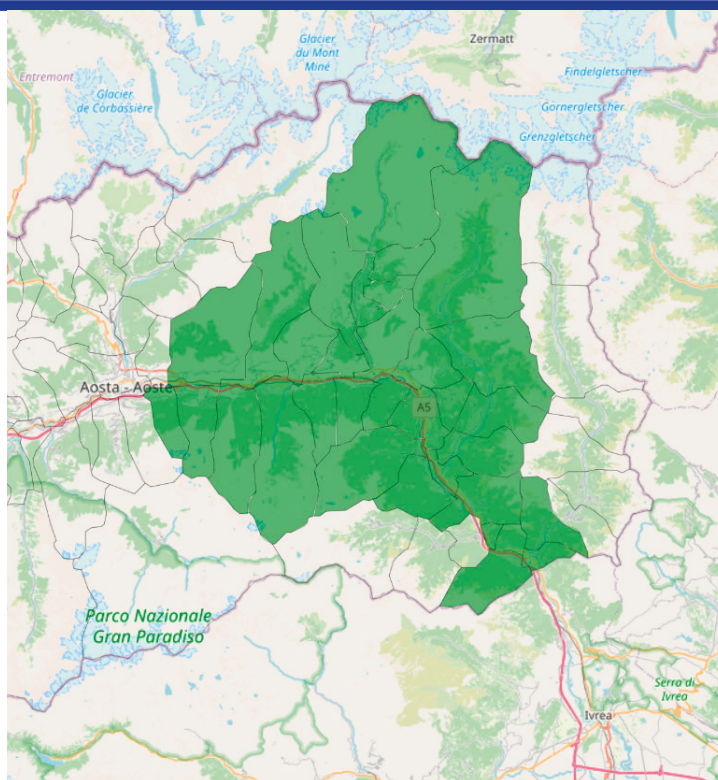 Glacier
du Mont
Miné
Zermatt
Entremont
Glacier
de Corbassière
Findelgletscher
Gornergletscher
Grenzgletscher
Aosta - Aoste
A5
Parco Nazionale
Gran Paradiso
Serra di
Ivrea
Ivrea